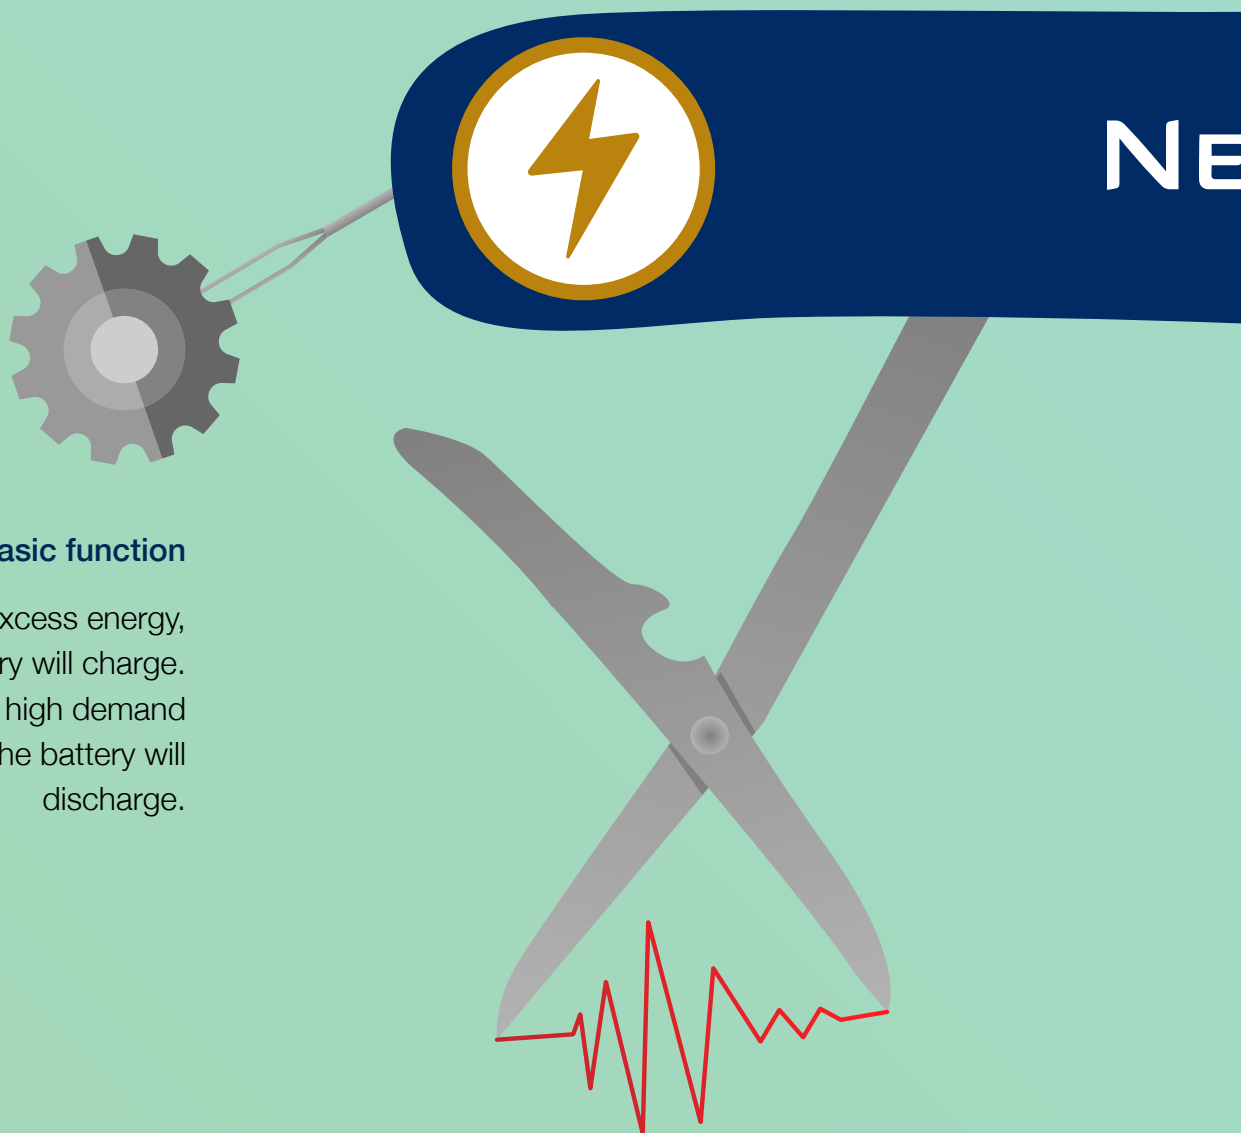 NE
asic function
xcess energy,
ry will charge.
high demand
he battery will
discharge.